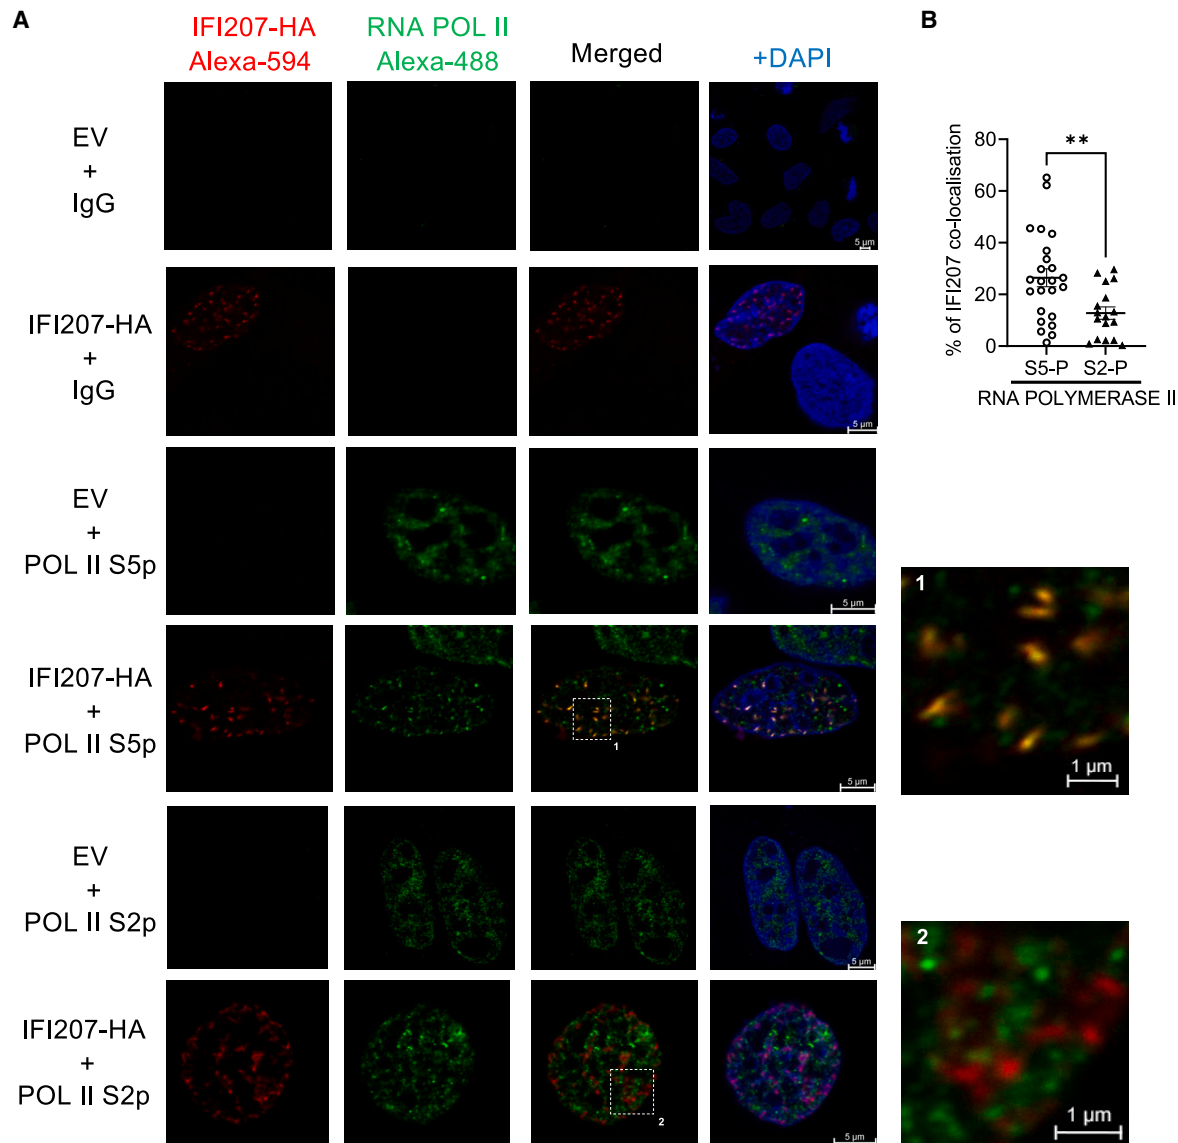 A
IFI207-HA
Alexa-594
RNA POL II
Alexa-488
Merged
+DAPI
EV
+
IgG
5 µm
IFI207-HA
+
IgG
5 µm
EV
+
POL II S5p
5 µm
IFI207-HA
+
POL II S5p
1
5 µm
EV
+
POL II S2p
5 µm
IFI207-HA
+
POL II S2p
2
5 µm
B
% of IFI207 co-localisation
80
60
40
20
0
**
S5-P
S2-P
RNA POLYMERASE II
1
1 µm
2
1 µm